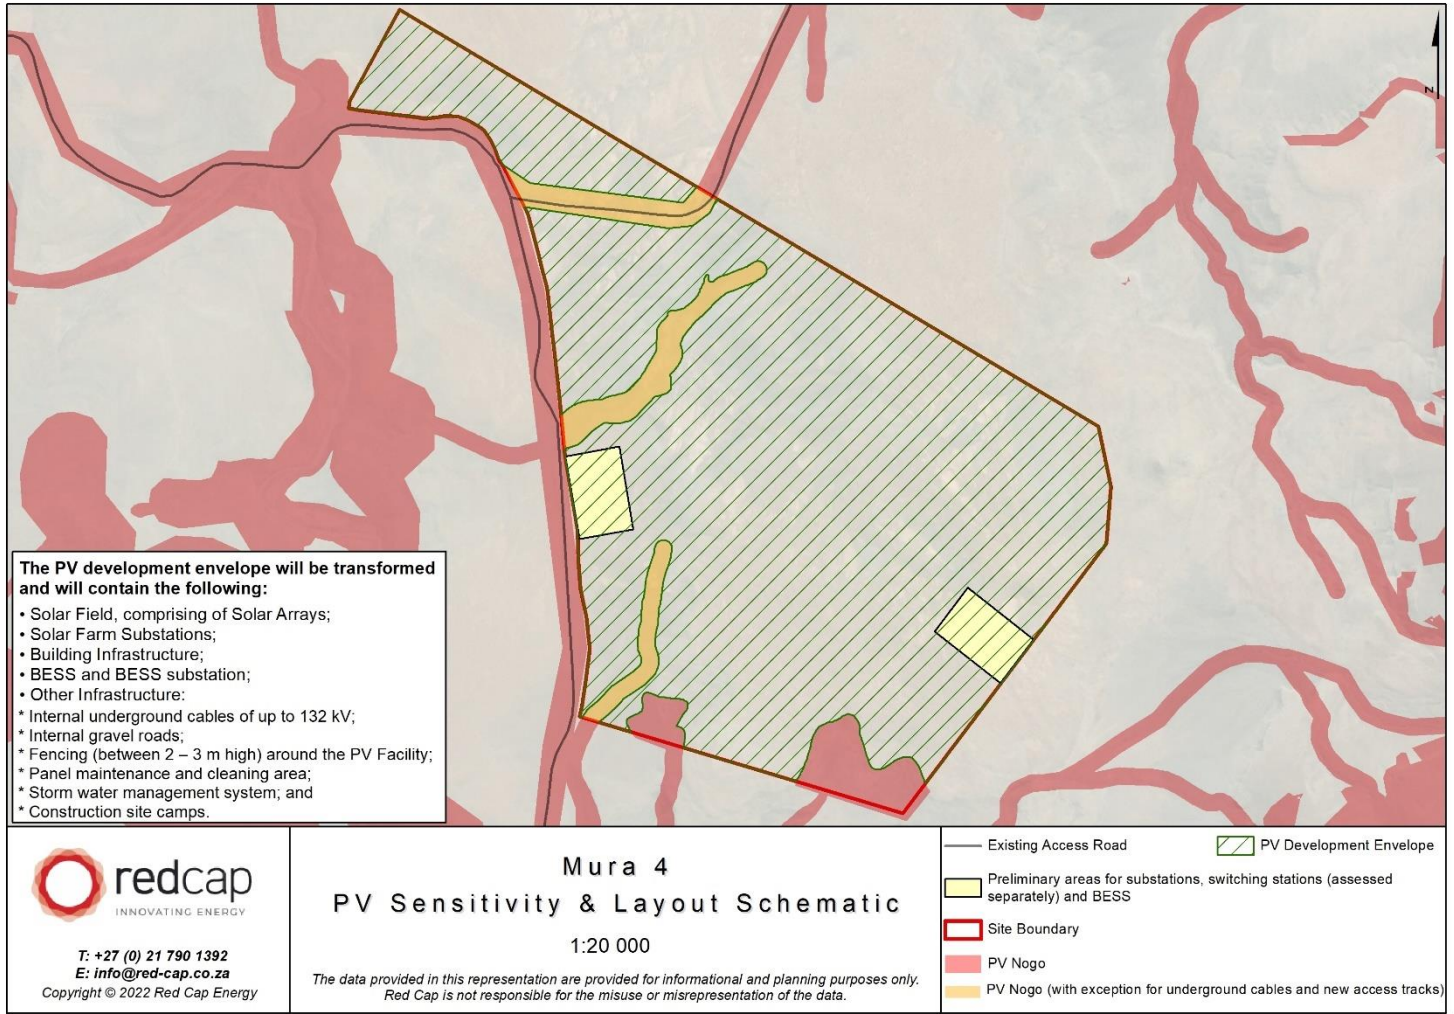 N
The PV development envelope will be transformed
and will contain the following:
• Solar Field, comprising of Solar Arrays;
• Solar Farm Substations;
• Building Infrastructure;
• BESS and BESS substation;
• Other Infrastructure:
* Internal underground cables of up to 132 kV;
* Internal gravel roads;
* Fencing (between 2 – 3 m high) around the PV Facility;
* Panel maintenance and cleaning area;
* Storm water management system; and
* Construction site camps.
redcap
INNOVATING ENERGY
T: +27 (0) 21 790 1392
E: info@red-cap.co.za
Copyright © 2022 Red Cap Energy
Mura 4
PV Sensitivity & Layout Schematic
1:20 000
The data provided in this representation are provided for informational and planning purposes only.
Red Cap is not responsible for the misuse or misrepresentation of the data.
Existing Access Road
PV Development Envelope
Preliminary areas for substations, switching stations (assessed
separately) and BESS
Site Boundary
PV Nogo
PV Nogo (with exception for underground cables and new access tracks)